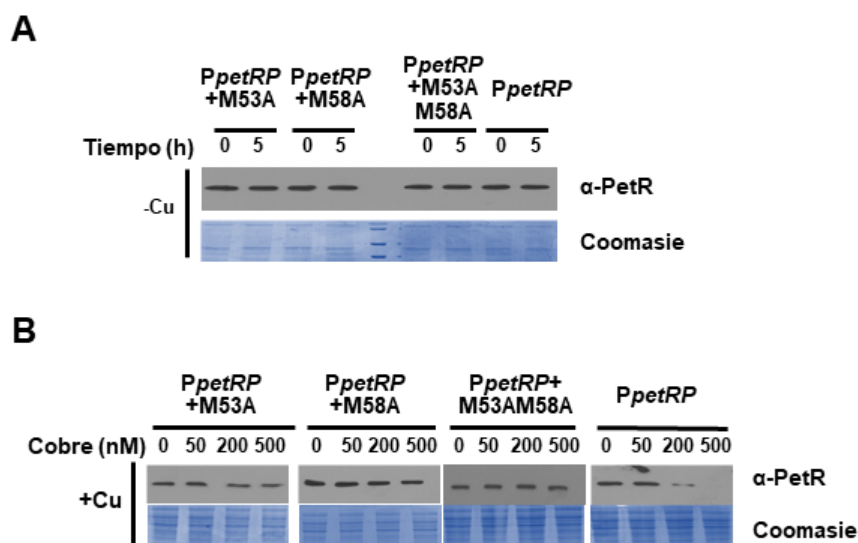 A
PpetRP
+M53A
PpetRP
+M58A
PpetRP
+M53A
M58A
PpetRP
Tiempo (h) 0 5 0 5 0 5 0 5
-Cu
α-PetR
Coomasie
B
PpetRP
+M53A
PpetRP
+M58A
PpetRP+
M53AM58A
PpetRP
Cobre (nM) 0 50 200 500 0 50 200 500 0 50 200 500 0 50 200 500
+Cu
α-PetR
Coomasie